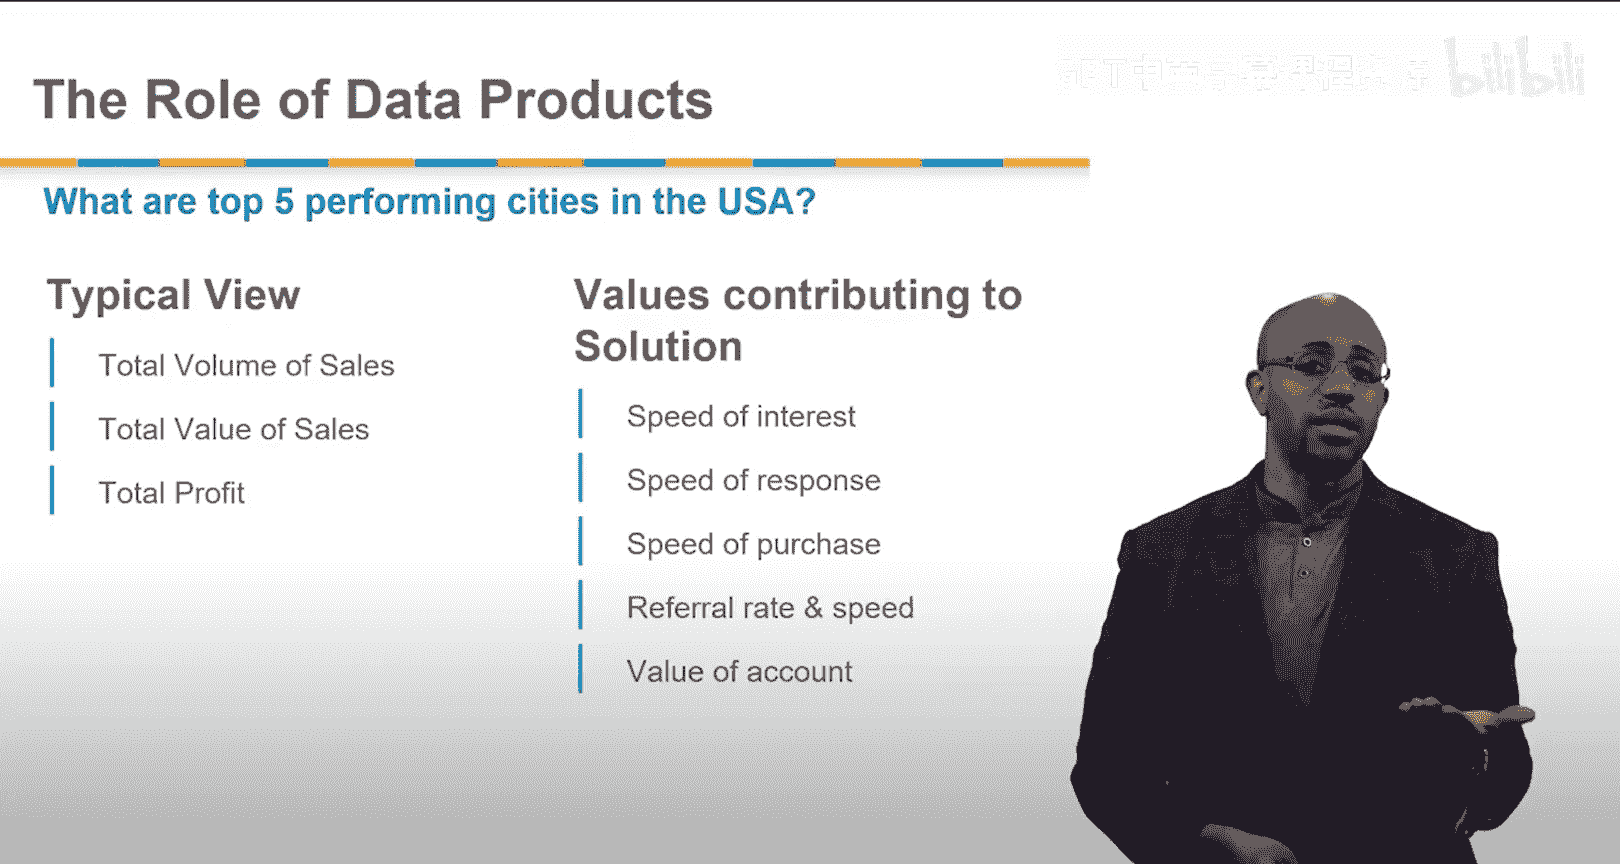 bilibili
The Role of Data Products
What are top 5 performing cities in the USA?
Typical View
Total Volume of Sales
Total Value of Sales
Total Profit
Values contributing to
Solution
Speed of interest
Speed of response
Speed of purchase
Referral rate & speed
Value of account